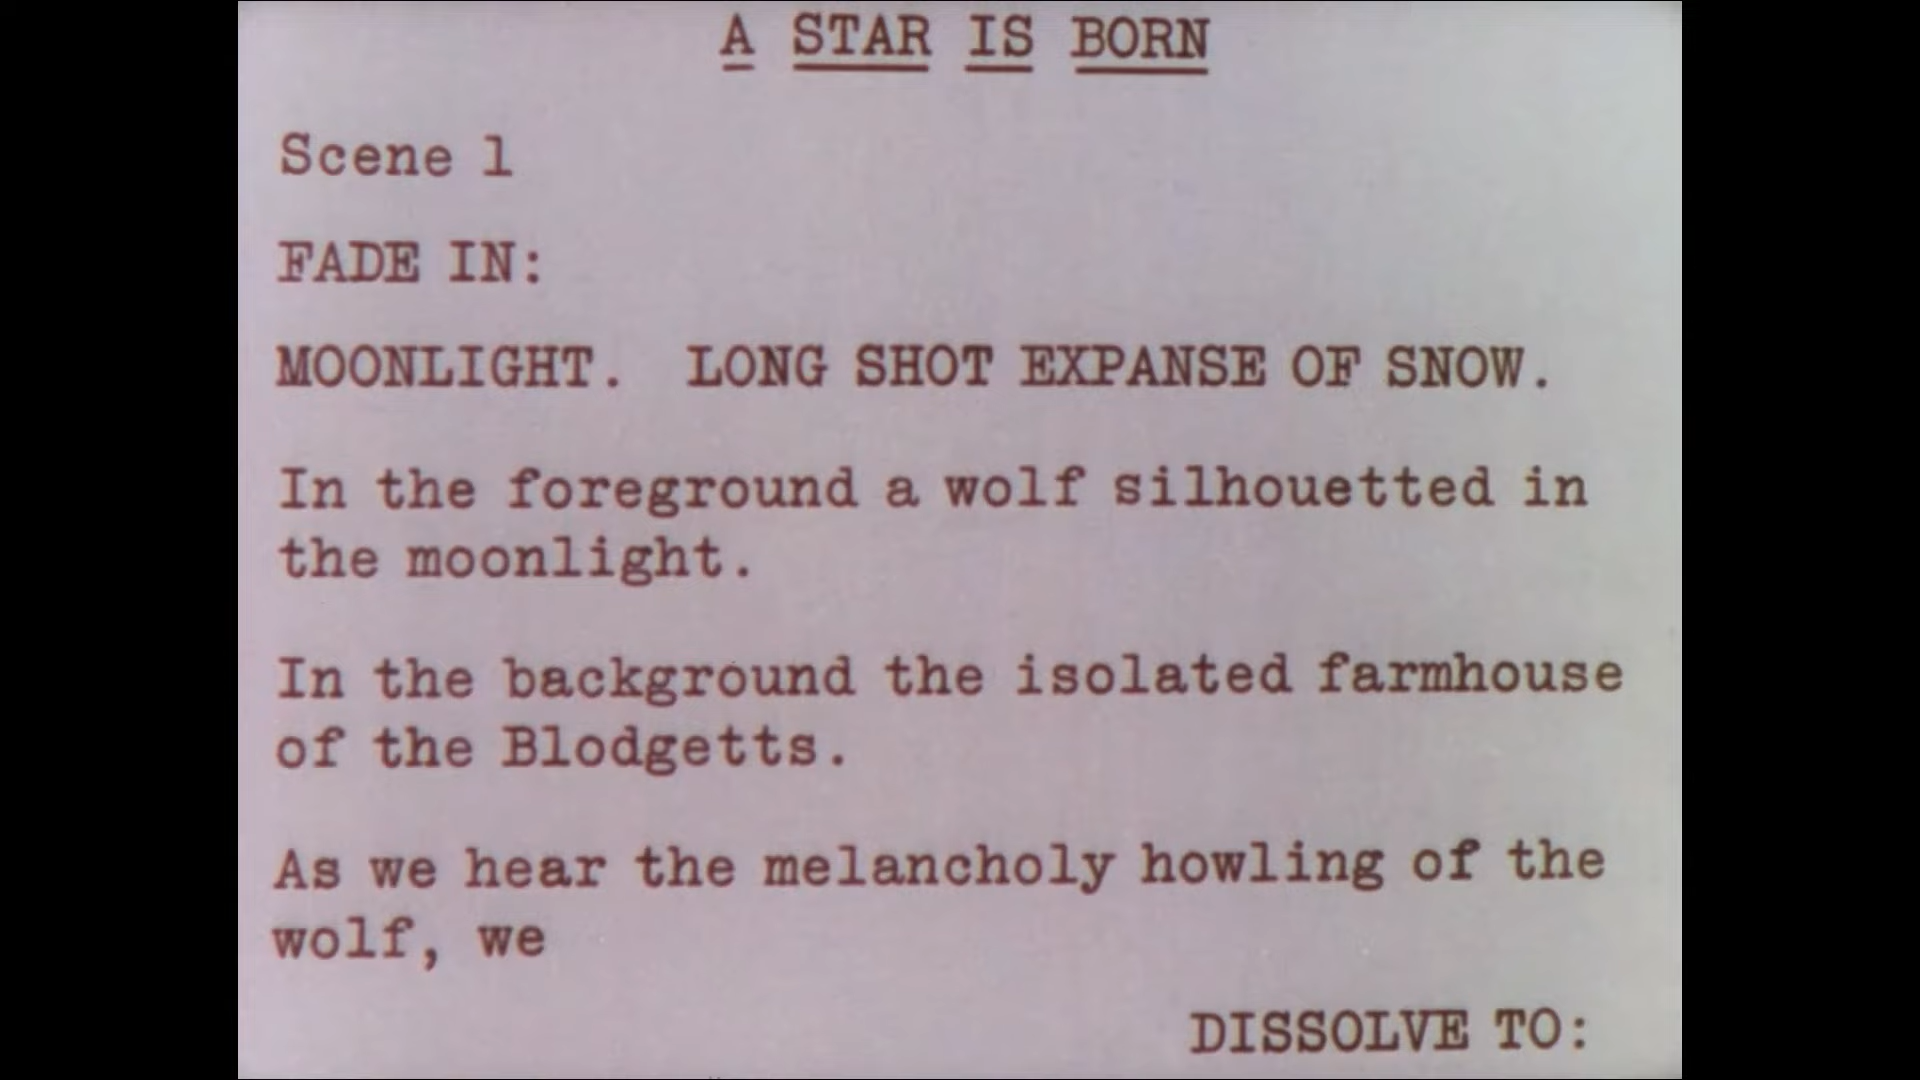 A STAR IS BORN
Scene 1
FADE IN:
MOONLIGHT.  LONG SHOT EXPANSE OF SNOW.
In the foreground a wolf silhouetted in
the moonlight.
In the background the isolated farmhouse
of the Blodgetts.
As we hear the melancholy howling of the
wolf, we
DISSOLVE TO: